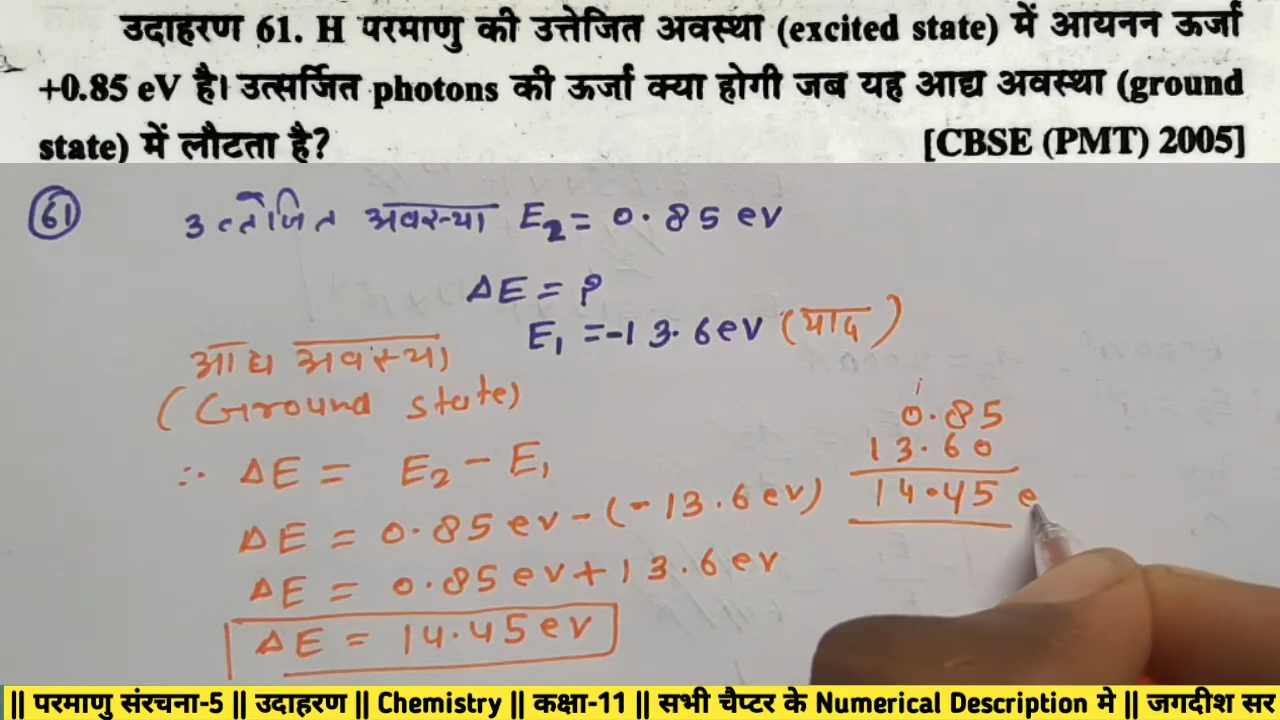 उदाहरण 61. H परमाणु की उत्तेजित अवस्था (excited state) में आयनन ऊर्जा
+0.85 eV है। उत्सर्जित photons की ऊर्जा क्या होगी जब यह आद्य अवस्था (ground
state) में लौटता है? [CBSE (PMT) 2005]
61 उत्तेजित अवस्था E₂ = 0.85 ev
ΔE = ?
E₁ = -13.6 ev (याद)
आद्य अवस्था
(Ground state)
∴ ΔE = E₂ - E₁
ΔE = 0.85 ev - (-13.6 ev)
ΔE = 0.85 ev + 13.6 ev
ΔE = 14.45 ev
1
0.85
13.60
14.45 e
|| परमाणु संरचना-5 || उदाहरण || Chemistry || कक्षा-11 || सभी चैप्टर के Numerical Description मे || जगदीश सर